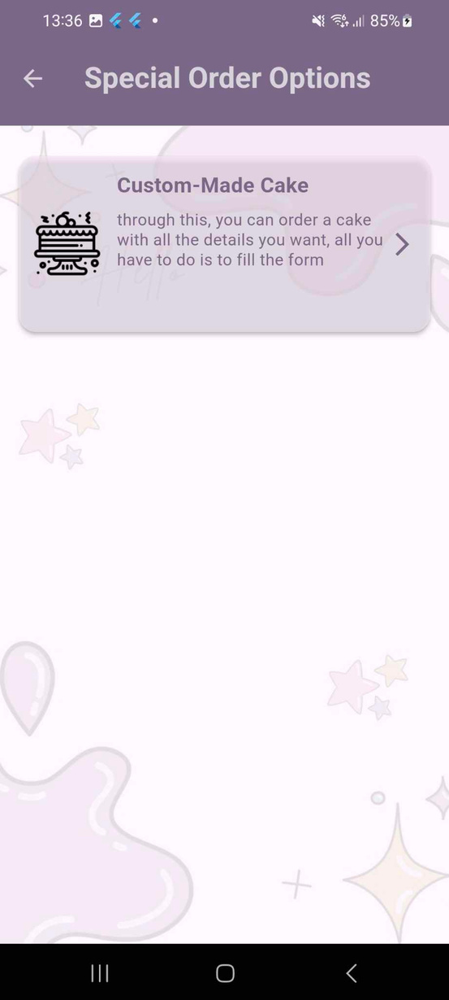 13:36
85%
Special Order Options
Custom-Made Cake
through this, you can order a cake
with all the details you want, all you
have to do is to fill the form
Hello